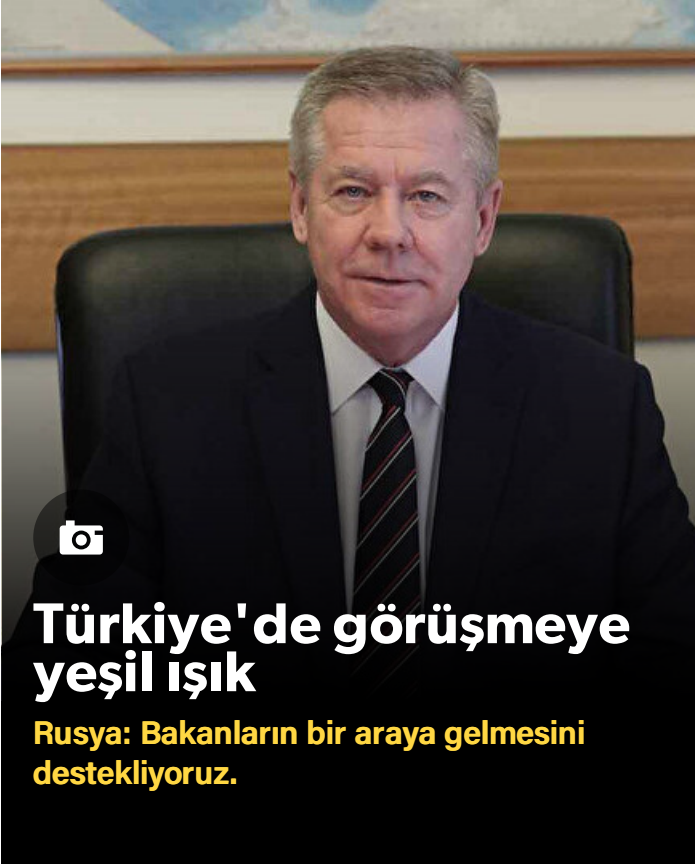 Türkiye'de görüşmeye
yeşil ışık
Rusya: Bakanların bir araya gelmesini
destekliyoruz.